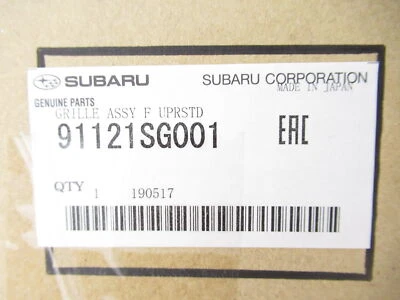 SUBARU
SUBARU CORPORATION
GENUINE PARTS
MADE IN JAPAN
GRILLE ASSY F UPRSTD
91121SG001
EAC
QTY 1 190517